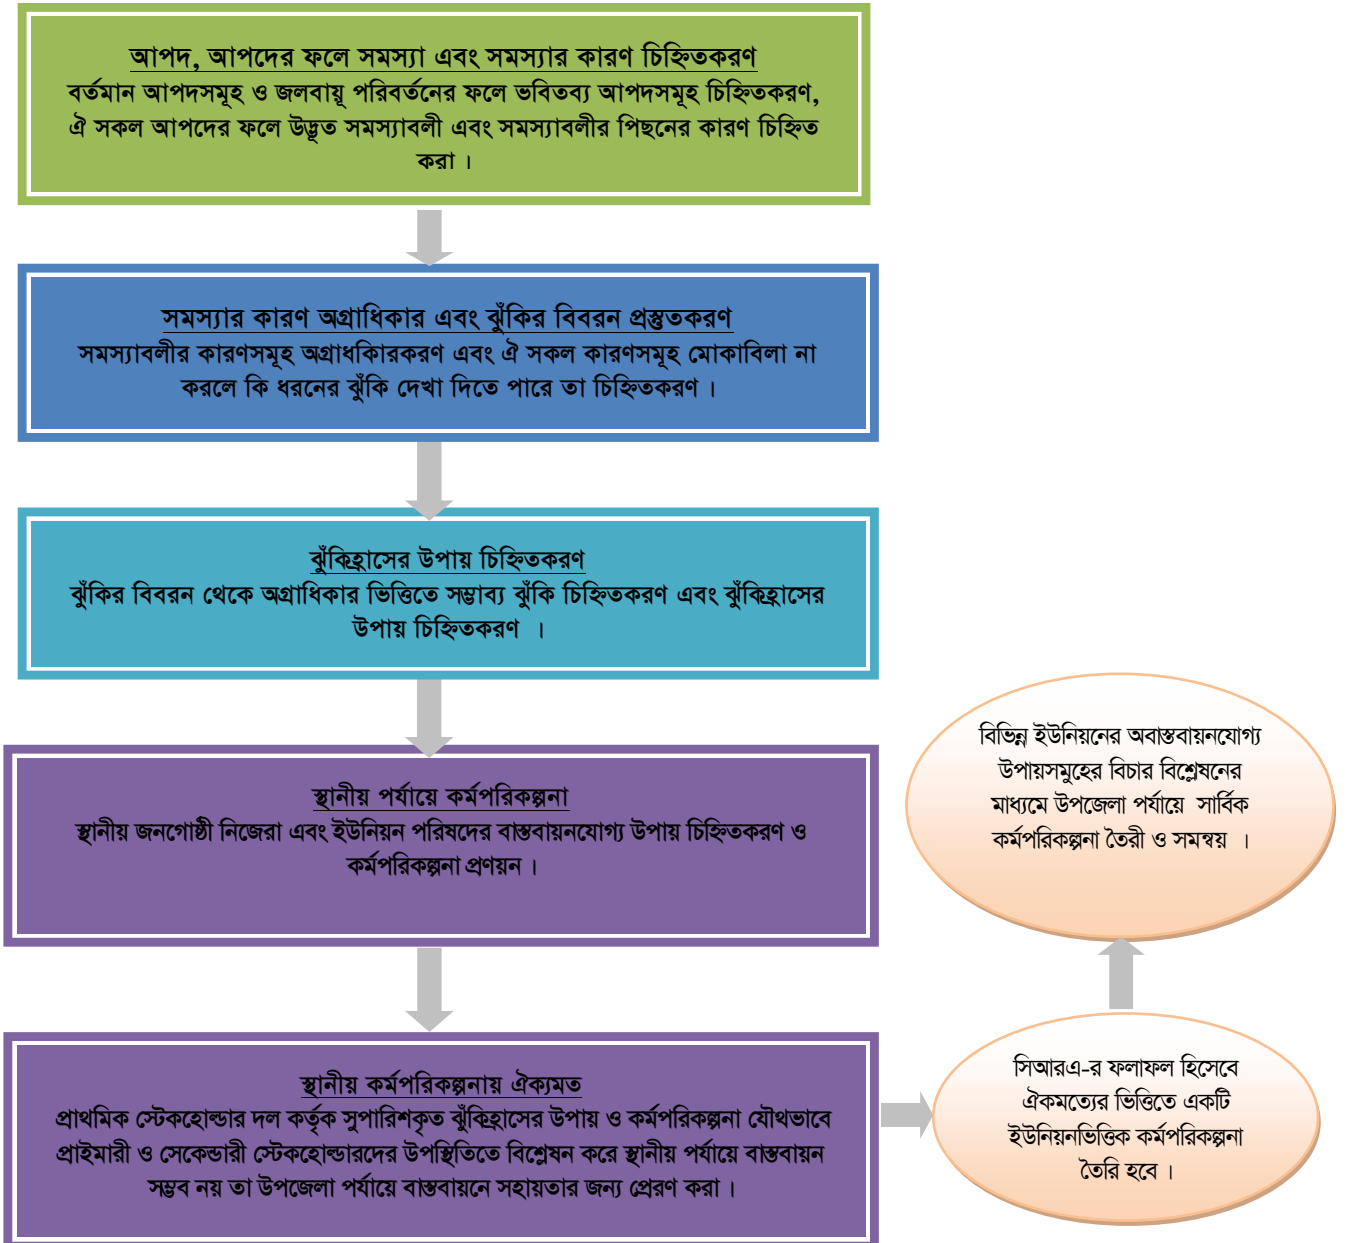 আপদ, আপদের ফলে সমস্যা এবং সমস্যার কারণ চিহ্নিতকরণ
বর্তমান আপদসমূহ ও জলবায়ূ পরিবর্তনের ফলে ভবিতব্য আপদসমূহ চিহ্নিতকরণ,
ঐ সকল আপদের ফলে উদ্ভূত সমস্যাবলী এবং সমস্যাবলীর পিছনের কারণ চিহ্নিত
করা ।
সমস্যার কারণ অগ্রাধিকার এবং ঝুঁকির বিবরন প্রস্তুতকরণ
সমস্যাবলীর কারণসমূহ অগ্রাধকিারকরণ এবং ঐ সকল কারণসমূহ মোকাবিলা না
করলে কি ধরনের ঝুঁকি দেখা দিতে পারে তা চিহ্নিতকরণ ।
ঝুঁকিহ্রাসের উপায় চিহ্নিতকরণ
ঝুঁকির বিবরন থেকে অগ্রাধিকার ভিত্তিতে সম্ভাব্য ঝুঁকি চিহ্নিতকরণ এবং ঝুঁকিহ্রাসের
উপায় চিহ্নিতকরণ ।
স্থানীয় পর্যায়ে কর্মপরিকল্পনা
স্থানীয় জনগোষ্ঠী নিজেরা এবং ইউনিয়ন পরিষদের বাস্তবায়নযোগ্য উপায় চিহ্নিতকরণ ও
কর্মপরিকল্পনা প্রণয়ন ।
স্থানীয় কর্মপরিকল্পনায় ঐক্যমত
প্রাথমিক স্টেকহোল্ডার দল কর্তৃক সুপারিশকৃত ঝুঁকিহ্রাসের উপায় ও কর্মপরিকল্পনা যৌথভাবে
প্রাইমারী ও সেকেন্ডারী স্টেকহোল্ডারদের উপস্থিতিতে বিশ্লেষন করে স্থানীয় পর্যায়ে বাস্তবায়ন
সম্ভব নয় তা উপজেলা পর্যায়ে বাস্তবায়নে সহায়তার জন্য প্রেরণ করা ।
সিআরএ-র ফলাফল হিসেবে
ঐকমত্যের ভিত্তিতে একটি
ইউনিয়নভিত্তিক কর্মপরিকল্পনা
তৈরি হবে ।
বিভিন্ন ইউনিয়নের অবাস্তবায়নযোগ্য
উপায়সমুহের বিচার বিশ্লেষনের
মাধ্যমে উপজেলা পর্যায়ে সার্বিক
কর্মপরিকল্পনা তৈরী ও সমন্বয় ।